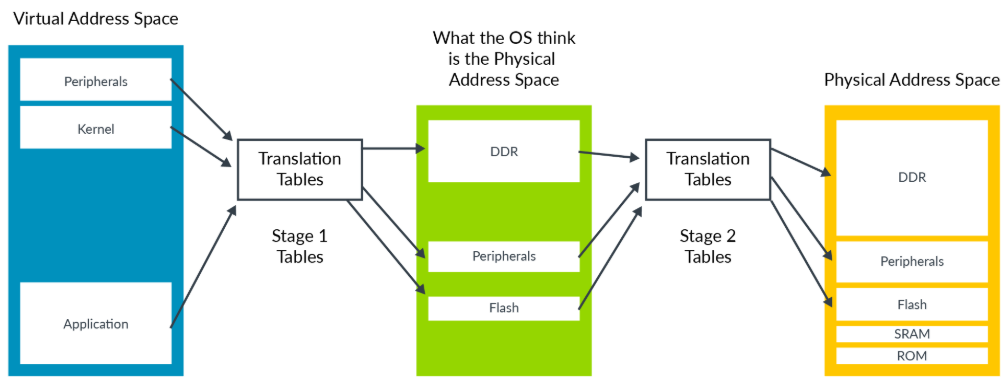 Virtual Address Space
Peripherals
Kernel
Application
Translation
Tables
Stage 1
Tables
What the OS think
is the Physical
Address Space
DDR
Peripherals
Flash
Translation
Tables
Stage 2
Tables
Physical Address Space
DDR
Peripherals
Flash
SRAM
ROM